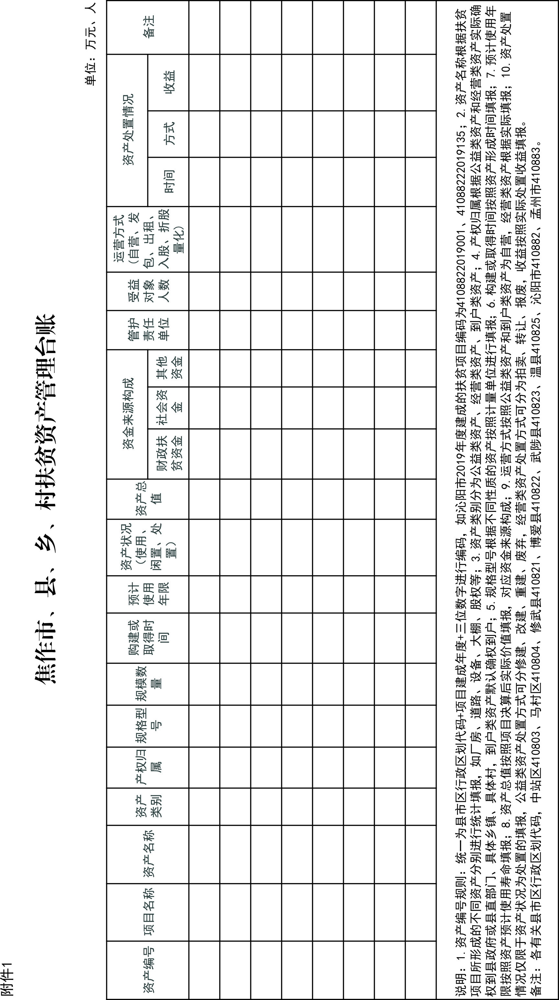 附件1
焦作市、县、乡、村扶贫资产管理台账
单位：万元、人
资产编号
项目名称
资产名称
资产
类别
产权归
属
规格型
号
规模数
量
购建或
取得时
间
预计
使用
年限
资产状况
（使用、
闲置、处
置）
资产总
值
资金来源构成
财政扶
贫资金
社会资
金
其他
资金
管护
责任
单位
受益
对象
人数
运营方式
（自营、发
包、出租、
入股、折股
量化）
资产处置情况
时间
方式
收益
备注
说明：1.资产编号规则：统一为县市区行政区划代码+项目建成年度+三位数字进行编码，如沁阳市2019年度建成的扶贫项目编码为4108822019001、4108822201​9135；2.资产名称根据扶贫
项目所形成的不同资产分别进行统计填报，如厂房、道路、设备、大棚、股权等；3.资产类别分为公益类资产、经营类资产、到户类资产；4.产权归属根据公益类资产和经营类资产实际确
权到县政府或县直部门、具体乡镇、具体村，到户类资产默认确权到户；5.规格型号根据不同性质的资产按照计量单位进行填报；6.构建或取得时间按照资产形成时间填报；7.预计使用年
限按照资产预计使用寿命填报；8.资产总值按照项目决算后实际价值填报，对应资金来源构成；9.运营方式按照公益类资产和到户类资产为自营，经营类资产根据实际填报；10.资产处置
情况仅限于资产状况为处置的填报，公益类资产处置方式可分修建、改建、重建、废弃，经营类资产处置方式可分为拍卖、转让、报废，收益按照实际处置收益填报。
备注：各有关县市区行政区划代码，中站区410803、马村区410804、修武县410821、博爱县410822、武陟县410823、温县410825、沁阳市410882、孟州市410883。